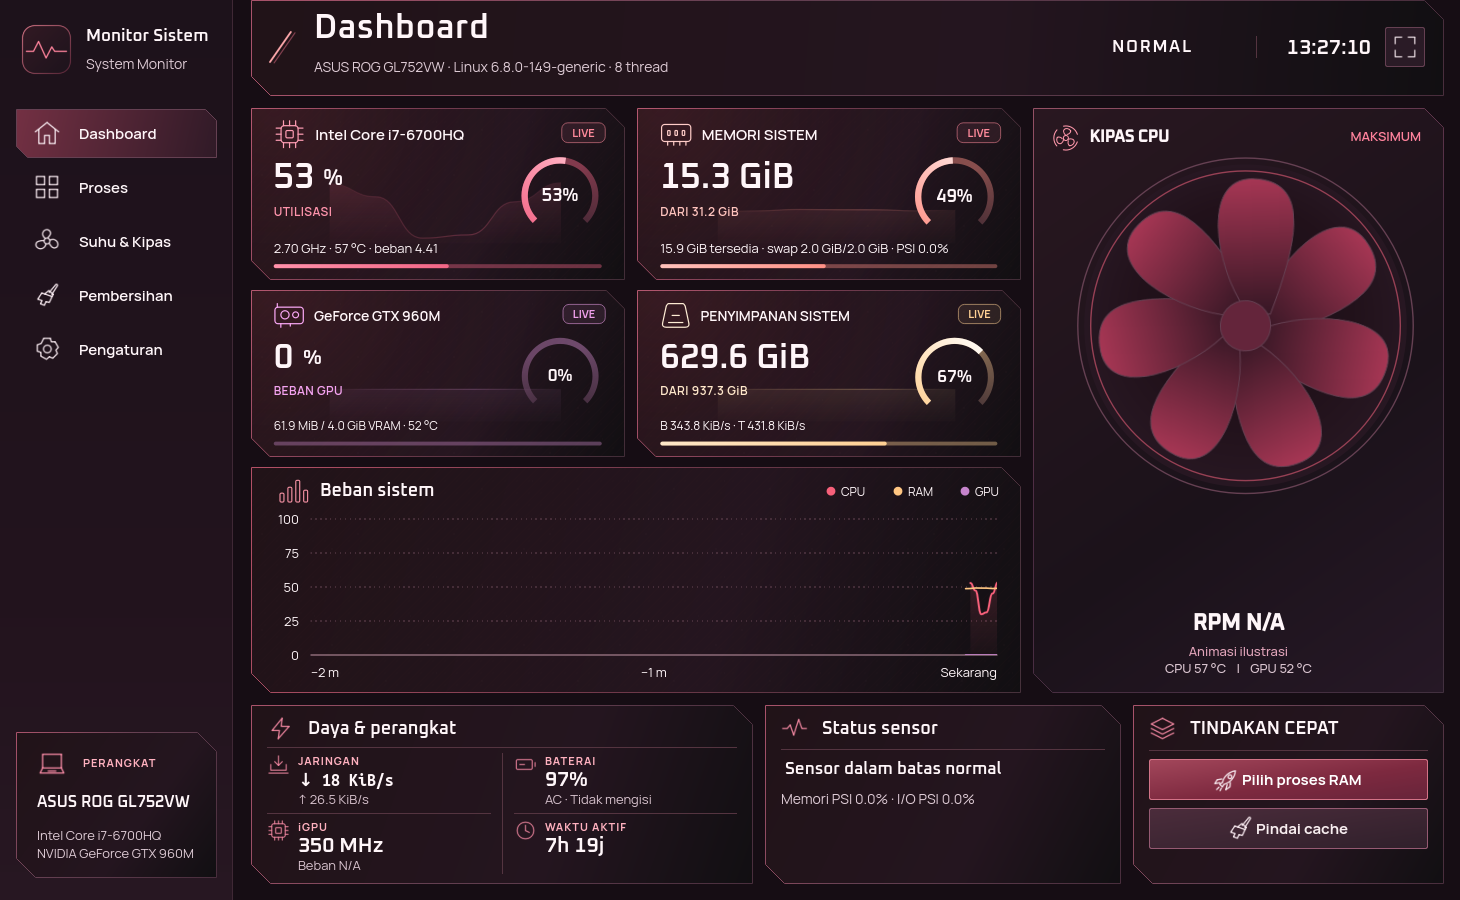 Monitor Sistem
System Monitor
Dashboard
Proses
Suhu & Kipas
Pembersihan
Pengaturan
PERANGKAT
ASUS ROG GL752VW
Intel Core i7-6700HQ
NVIDIA GeForce GTX 960M
Dashboard
ASUS ROG GL752VW · Linux 6.8.0-149-generic · 8 thread
NORMAL
13:27:10
Intel Core i7-6700HQ
LIVE
53 %
53%
UTILISASI
2.70 GHz · 57 °C · beban 4.41
MEMORI SISTEM
LIVE
15.3 GiB
49%
DARI 31.2 GiB
15.9 GiB tersedia · swap 2.0 GiB/2.0 GiB · PSI 0.0%
GeForce GTX 960M
LIVE
0 %
0%
BEBAN GPU
61.9 MiB / 4.0 GiB VRAM · 52 °C
PENYIMPANAN SISTEM
LIVE
629.6 GiB
67%
DARI 937.3 GiB
B 343.8 KiB/s · T 431.8 KiB/s
KIPAS CPU
MAKSIMUM
RPM N/A
Animasi ilustrasi
CPU 57 °C | GPU 52 °C
Beban sistem
CPU
RAM
GPU
100
75
50
25
0
−2 m
−1 m
Sekarang
Daya & perangkat
JARINGAN
↓ 18 KiB/s
↑ 26.5 KiB/s
BATERAI
97%
AC · Tidak mengisi
iGPU
350 MHz
Beban N/A
WAKTU AKTIF
7h 19j
Status sensor
Sensor dalam batas normal
Memori PSI 0.0% · I/O PSI 0.0%
TINDAKAN CEPAT
Pilih proses RAM
Pindai cache